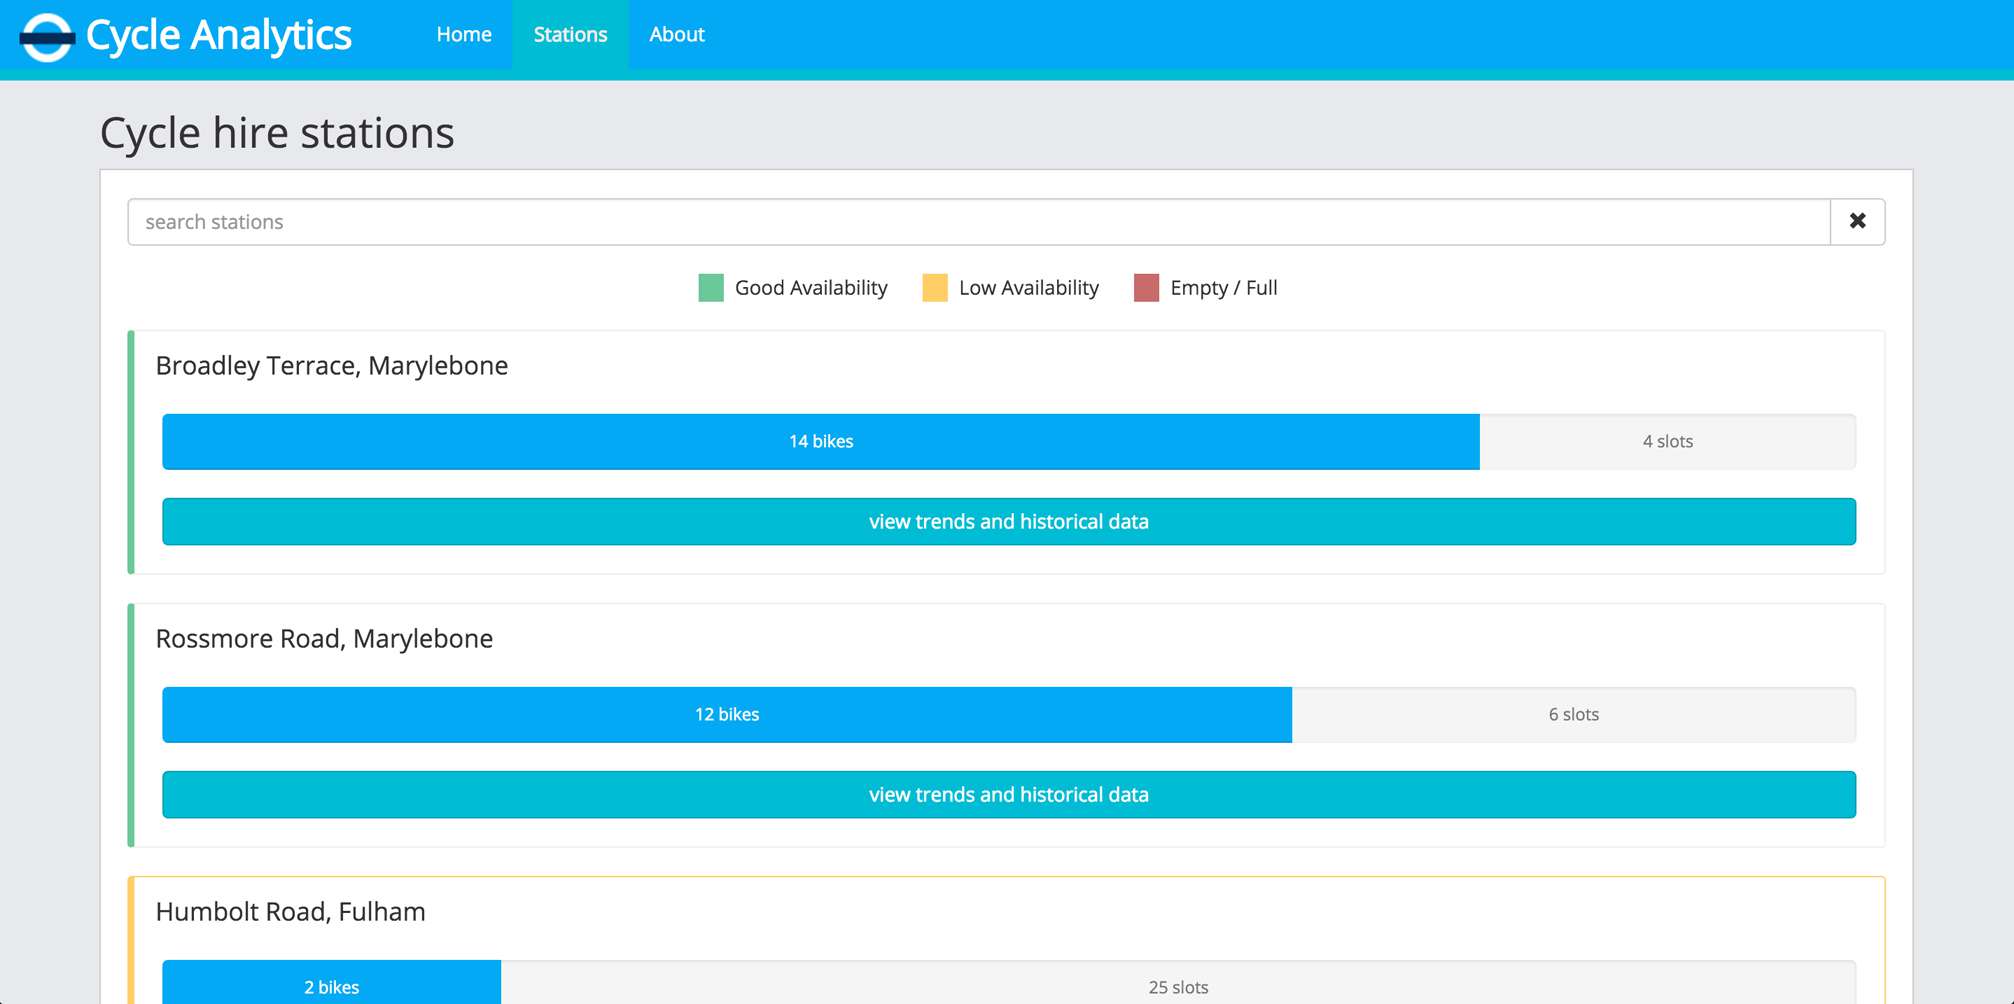 Cycle Analytics
Home
Stations
About
Cycle hire stations
search stations
Good Availability
Low Availability
Empty / Full
Broadley Terrace, Marylebone
14 bikes
4 slots
view trends and historical data
Rossmore Road, Marylebone
12 bikes
6 slots
view trends and historical data
Humbolt Road, Fulham
2 bikes
25 slots